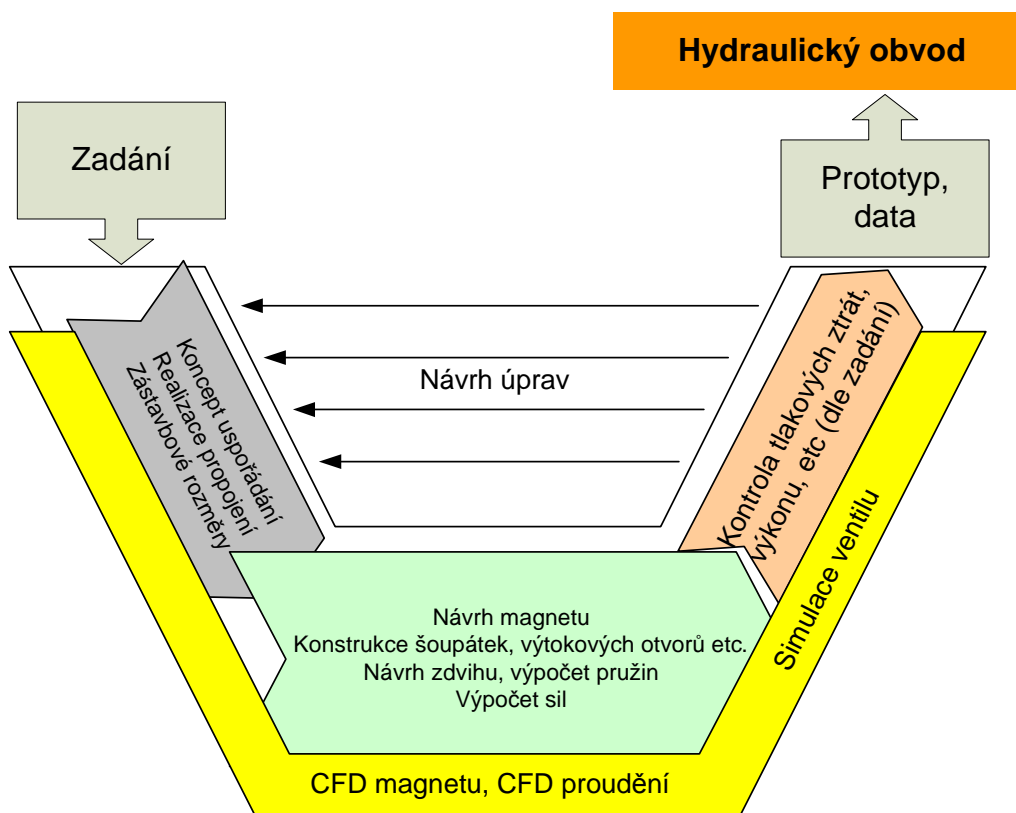 Hydraulický obvod
Zadání
Prototyp,
data
Koncept uspořádání
Realizace propojení
Zástavbové rozměry
Návrh úprav
Kontrola tlakových ztrát,
výkonu, etc (dle zadání)
Návrh magnetu
Konstrukce šoupátek, výtokových otvorů etc.
Návrh zdvihu, výpočet pružin
Výpočet sil
Simulace ventilu
CFD magnetu, CFD proudění